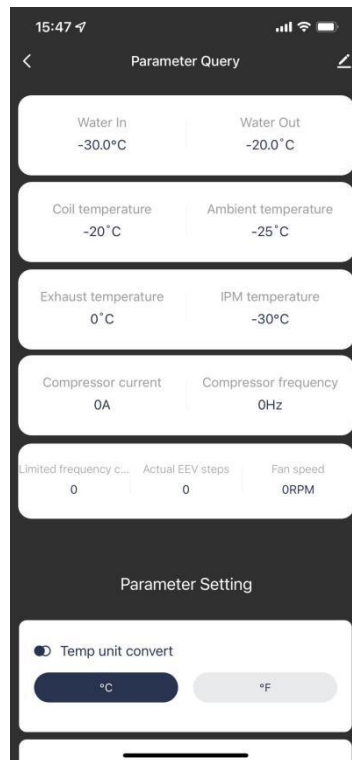 15:47
Parameter Query
Water In Water Out
-30.0°C -20.0°C
Coil temperature Ambient temperature
-20°C -25°C
Exhaust temperature IPM temperature
0°C -30°C
Compressor current Compressor frequency
0A 0Hz
Limited frequency c... Actual EEV steps Fan speed
0 0 0RPM
Parameter Setting
Temp unit convert
°C °F